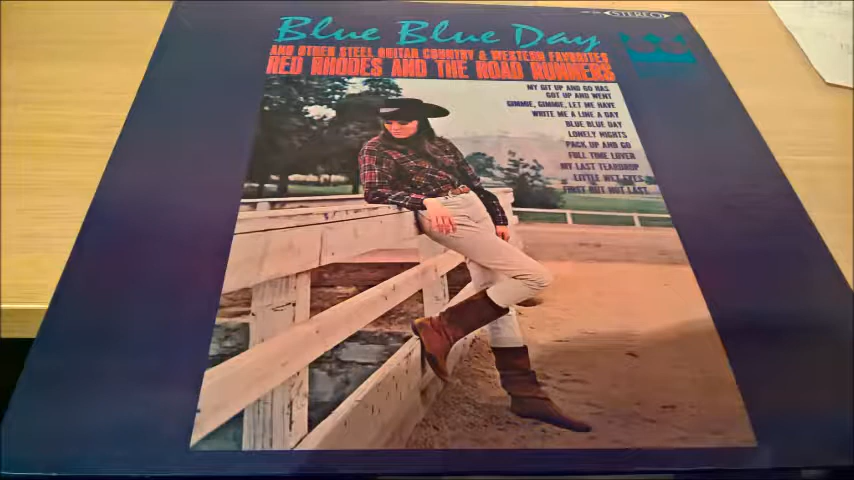 STEREO
Blue Blue Day
AND OTHER STEEL GUITAR COUNTRY & WESTERN FAVORITES
RED RHODES AND THE ROAD RUNNERS
MY GIT UP AND GO HAS
GOT UP AND WENT
GIMMIE, GIMMIE, LET ME HAVE
WRITE ME A LINE A DAY
BLUE BLUE DAY
LONELY NIGHTS
PACK UP AND GO
FULL TIME LOVER
MY LAST TEARDROP
LITTLE WET EYES
FIRST BUT NOT LAST